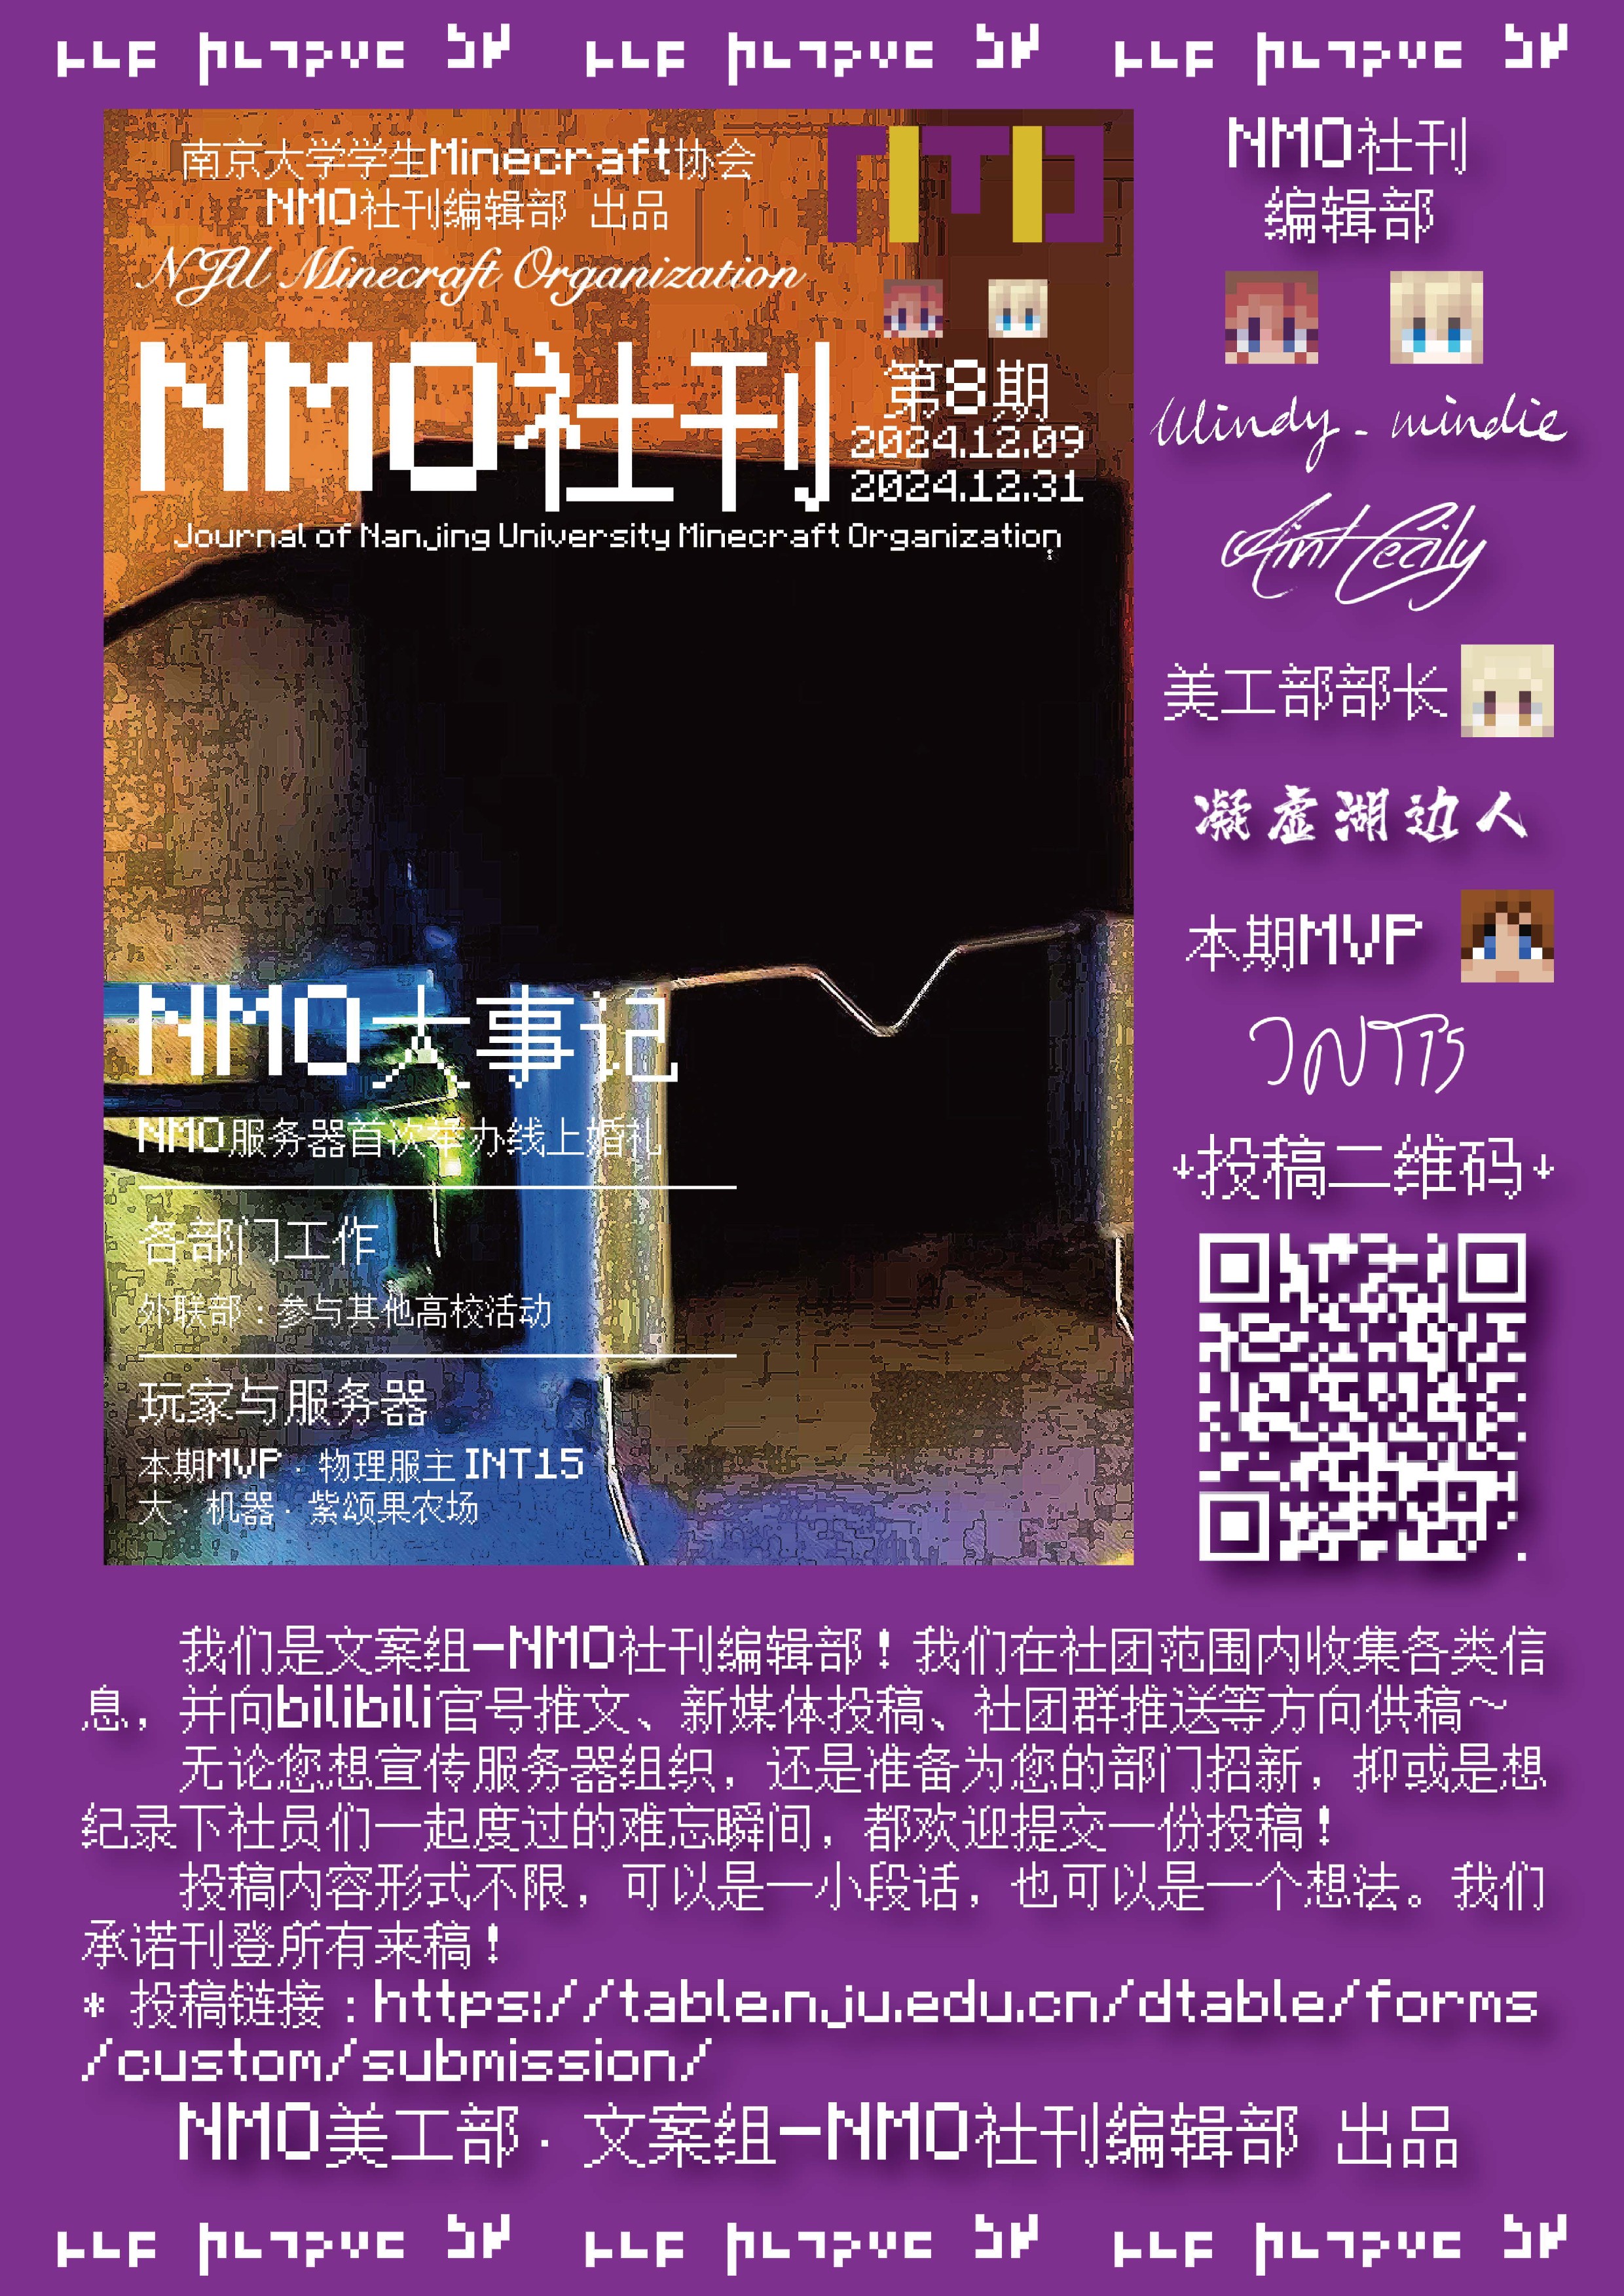 南京大学学生Minecraft协会
NMO社刊编辑部 出品
NJU Minecraft Organization
NMO社刊
第8期
2024.12.09
2024.12.31
Journal of Nanjing University Minecraft Organization
NMO大事记
NMO服务器首次举办线上婚礼
各部门工作
外联部：参与其他高校活动
玩家与服务器
本期MVP · 物理服主 INT15
大 · 机器 · 紫颂果农场
NMO社刊
编辑部
Windy_mindie
AintCecily
美工部部长
凝虚湖边人
本期MVP
INT15
↓投稿二维码↓
我们是文案组-NMO社刊编辑部！我们在社团范围内收集各类信
息，并向bilibili官号推文、新媒体投稿、社团群推送等方向供稿～
无论您想宣传服务器组织，还是准备为您的部门招新，抑或是想
纪录下社员们一起度过的难忘瞬间，都欢迎提交一份投稿！
投稿内容形式不限，可以是一小段话，也可以是一个想法。我们
承诺刊登所有来稿！
* 投稿链接：https://table.nju.edu.cn/dtable/forms
/custom/submission/
NMO美工部 · 文案组-NMO社刊编辑部 出品